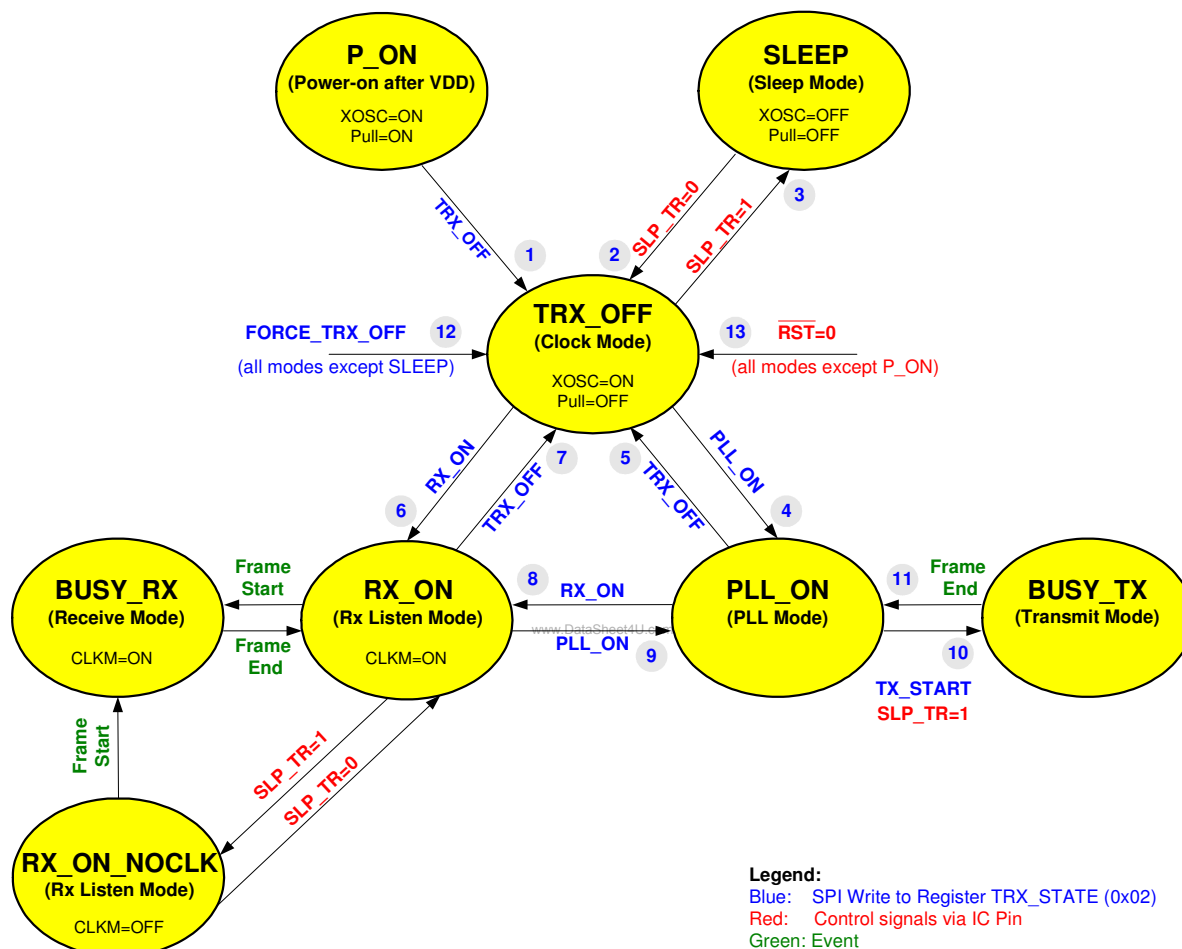 P_ON
(Power-on after VDD)
XOSC=ON
Pull=ON
SLEEP
(Sleep Mode)
XOSC=OFF
Pull=OFF
TRX_OFF
1
2
SLP_TR=0
SLP_TR=1
3
TRX_OFF
(Clock Mode)
XOSC=ON
Pull=OFF
FORCE_TRX_OFF
12
(all modes except SLEEP)
13
RST=0
(all modes except P_ON)
RX_ON
6
7
TRX_OFF
5
TRX_OFF
PLL_ON
4
BUSY_RX
(Receive Mode)
CLKM=ON
Frame
Start
Frame
End
RX_ON
(Rx Listen Mode)
CLKM=ON
8
RX_ON
www.DataSheet4U.com
PLL_ON
9
PLL_ON
(PLL Mode)
11
Frame
End
10
TX_START
SLP_TR=1
BUSY_TX
(Transmit Mode)
Frame
Start
SLP_TR=1
SLP_TR=0
RX_ON_NOCLK
(Rx Listen Mode)
CLKM=OFF
Legend:
Blue: SPI Write to Register TRX_STATE (0x02)
Red: Control signals via IC Pin
Green: Event